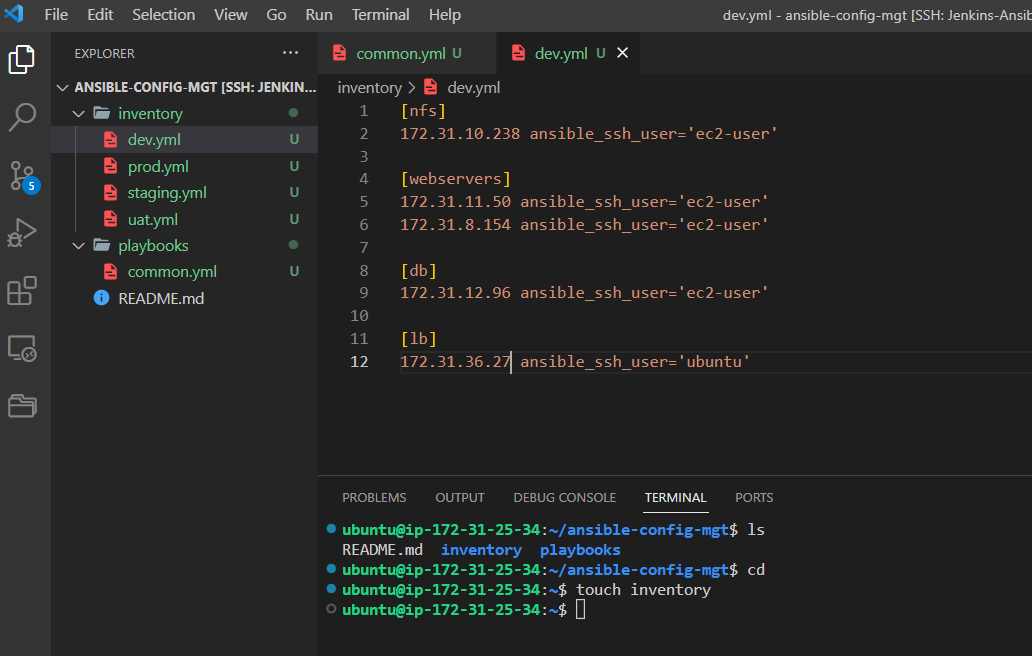 File Edit Selection View Go Run Terminal Help
dev.yml - ansible-config-mgt [SSH: Jenkins-Ansib
EXPLORER ...
ANSIBLE-CONFIG-MGT [SSH: JENKIN...
inventory
dev.yml U
prod.yml U
staging.yml U
uat.yml U
playbooks
common.yml U
README.md
5
common.yml U
dev.yml U
inventory > dev.yml
1 [nfs]
2 172.31.10.238 ansible_ssh_user='ec2-user'
3
4 [webservers]
5 172.31.11.50 ansible_ssh_user='ec2-user'
6 172.31.8.154 ansible_ssh_user='ec2-user'
7
8 [db]
9 172.31.12.96 ansible_ssh_user='ec2-user'
10
11 [lb]
12 172.31.36.27 ansible_ssh_user='ubuntu'
PROBLEMS OUTPUT DEBUG CONSOLE TERMINAL PORTS
ubuntu@ip-172-31-25-34:~/ansible-config-mgt$ ls
README.md inventory playbooks
ubuntu@ip-172-31-25-34:~/ansible-config-mgt$ cd
ubuntu@ip-172-31-25-34:~$ touch inventory
ubuntu@ip-172-31-25-34:~$